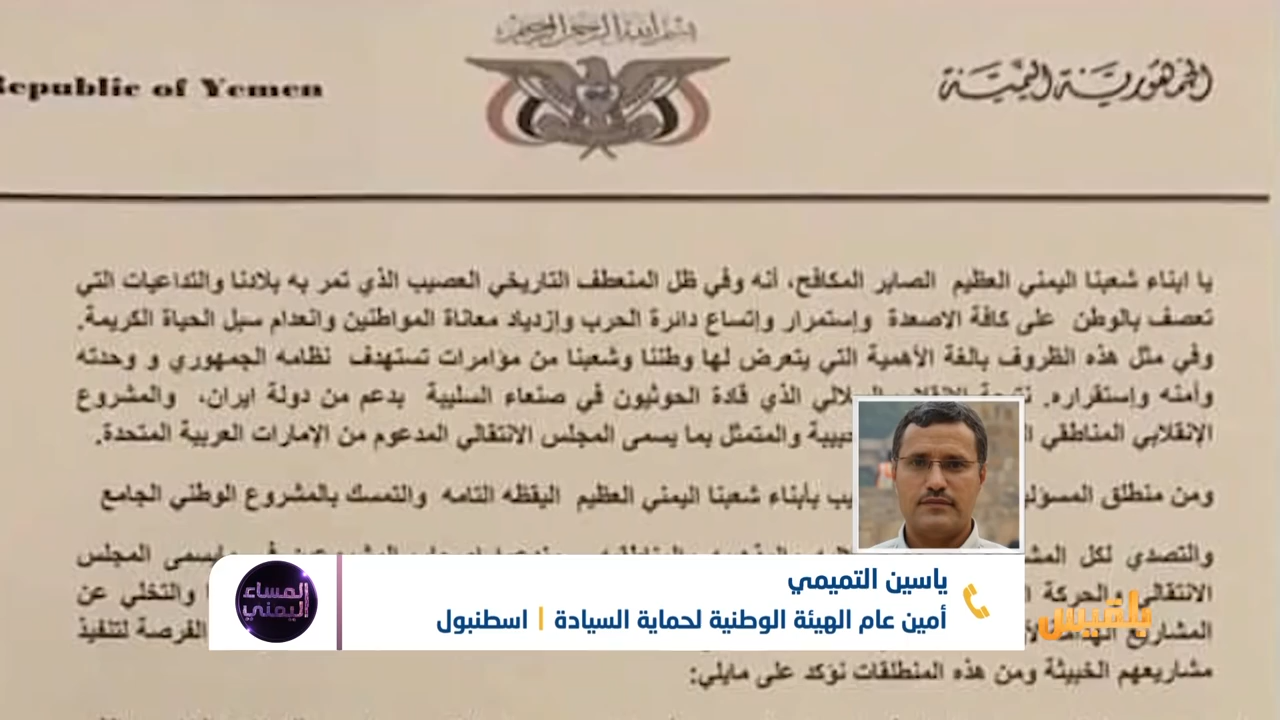 بسم الله الرحمن الرحيم
Republic of Yemen
الجمهورية اليمنية
يا ابناء شعبنا اليمني العظيم الصابر المكافح، أنه وفي ظل المنعطف التاريخي العصيب الذي تمر به بلادنا والتداعيات التي
تعصف بالوطن على كافة الاصعدة وإستمرار وإتساع دائرة الحرب وإزدياد معاناة المواطنين وانعدام سبل الحياة الكريمة.
وفي مثل هذه الظروف بالغة الأهمية التي يتعرض لها وطننا وشعبنا من مؤامرات تستهدف نظامه الجمهوري و وحدته
وأمنه وإستقراره. نتيجة الانقلاب السلالي الذي قادة الحوثيون في صنعاء السليبة بدعم من دولة ايران، والمشروع
الإنقلابي المناطقي والمتمثل بما يسمى المجلس الانتقالي المدعوم من الإمارات العربية المتحدة.
ومن منطلق بأبناء شعبنا اليمني العظيم اليقظه التامه والتمسك بالمشروع الوطني الجامع
والتصدي لكل المجلس
الانتقالي والحركة والتخلي عن
المشاريع الفرصة لتنفيذ
مشاريعهم الخبيثة ومن هذه المنطلقات نؤكد على مايلي:
ياسين التميمي
أمين عام الهيئة الوطنية لحماية السيادة | اسطنبول
المساء اليمني
بلقيس